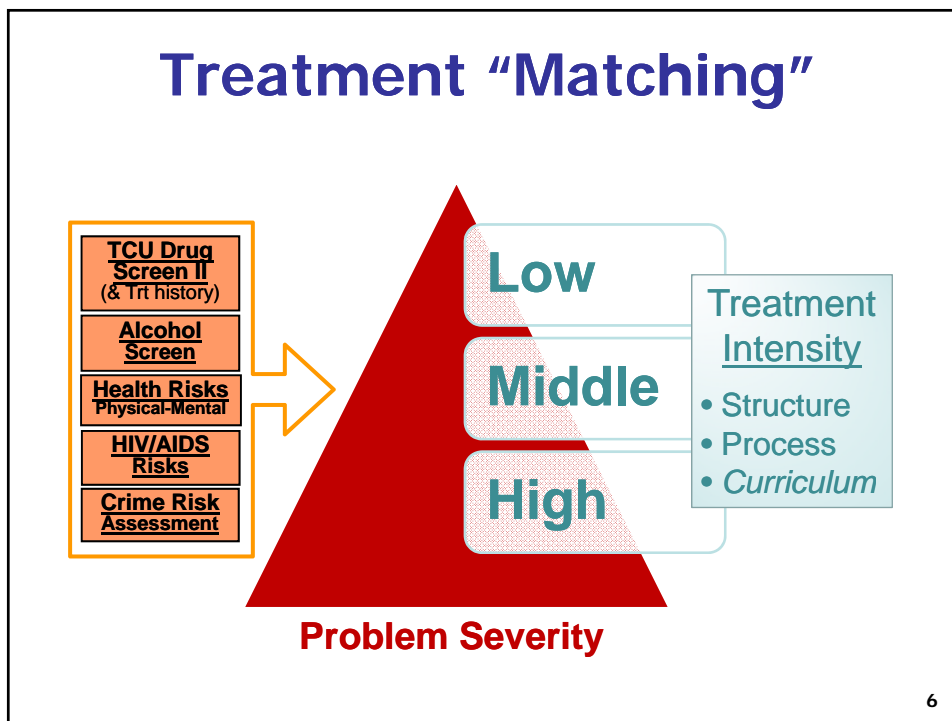 Treatment “Matching”
TCU Drug
Screen II
(& Trt history)
Alcohol
Screen
Health Risks
Physical-Mental
HIV/AIDS
Risks
Crime Risk
Assessment
Low
Middle
High
Treatment
Intensity
• Structure
• Process
• Curriculum
Problem Severity
6